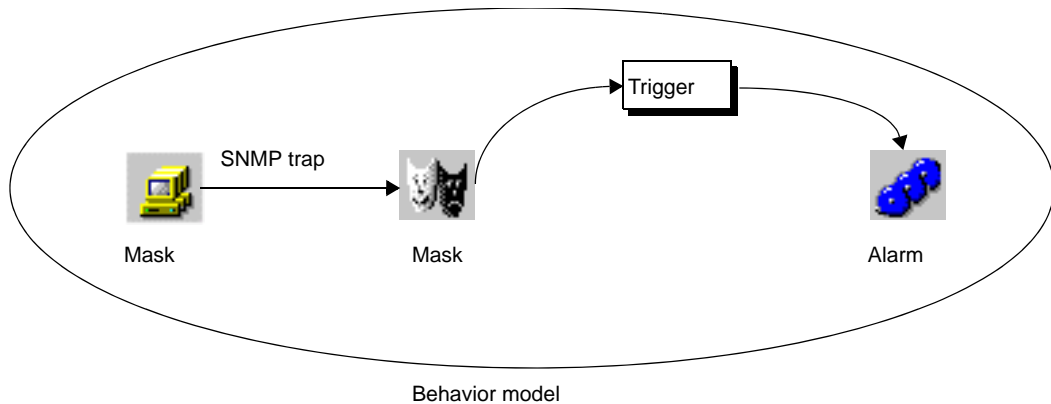 Trigger
SNMP trap
Mask
Mask
Alarm
Behavior model